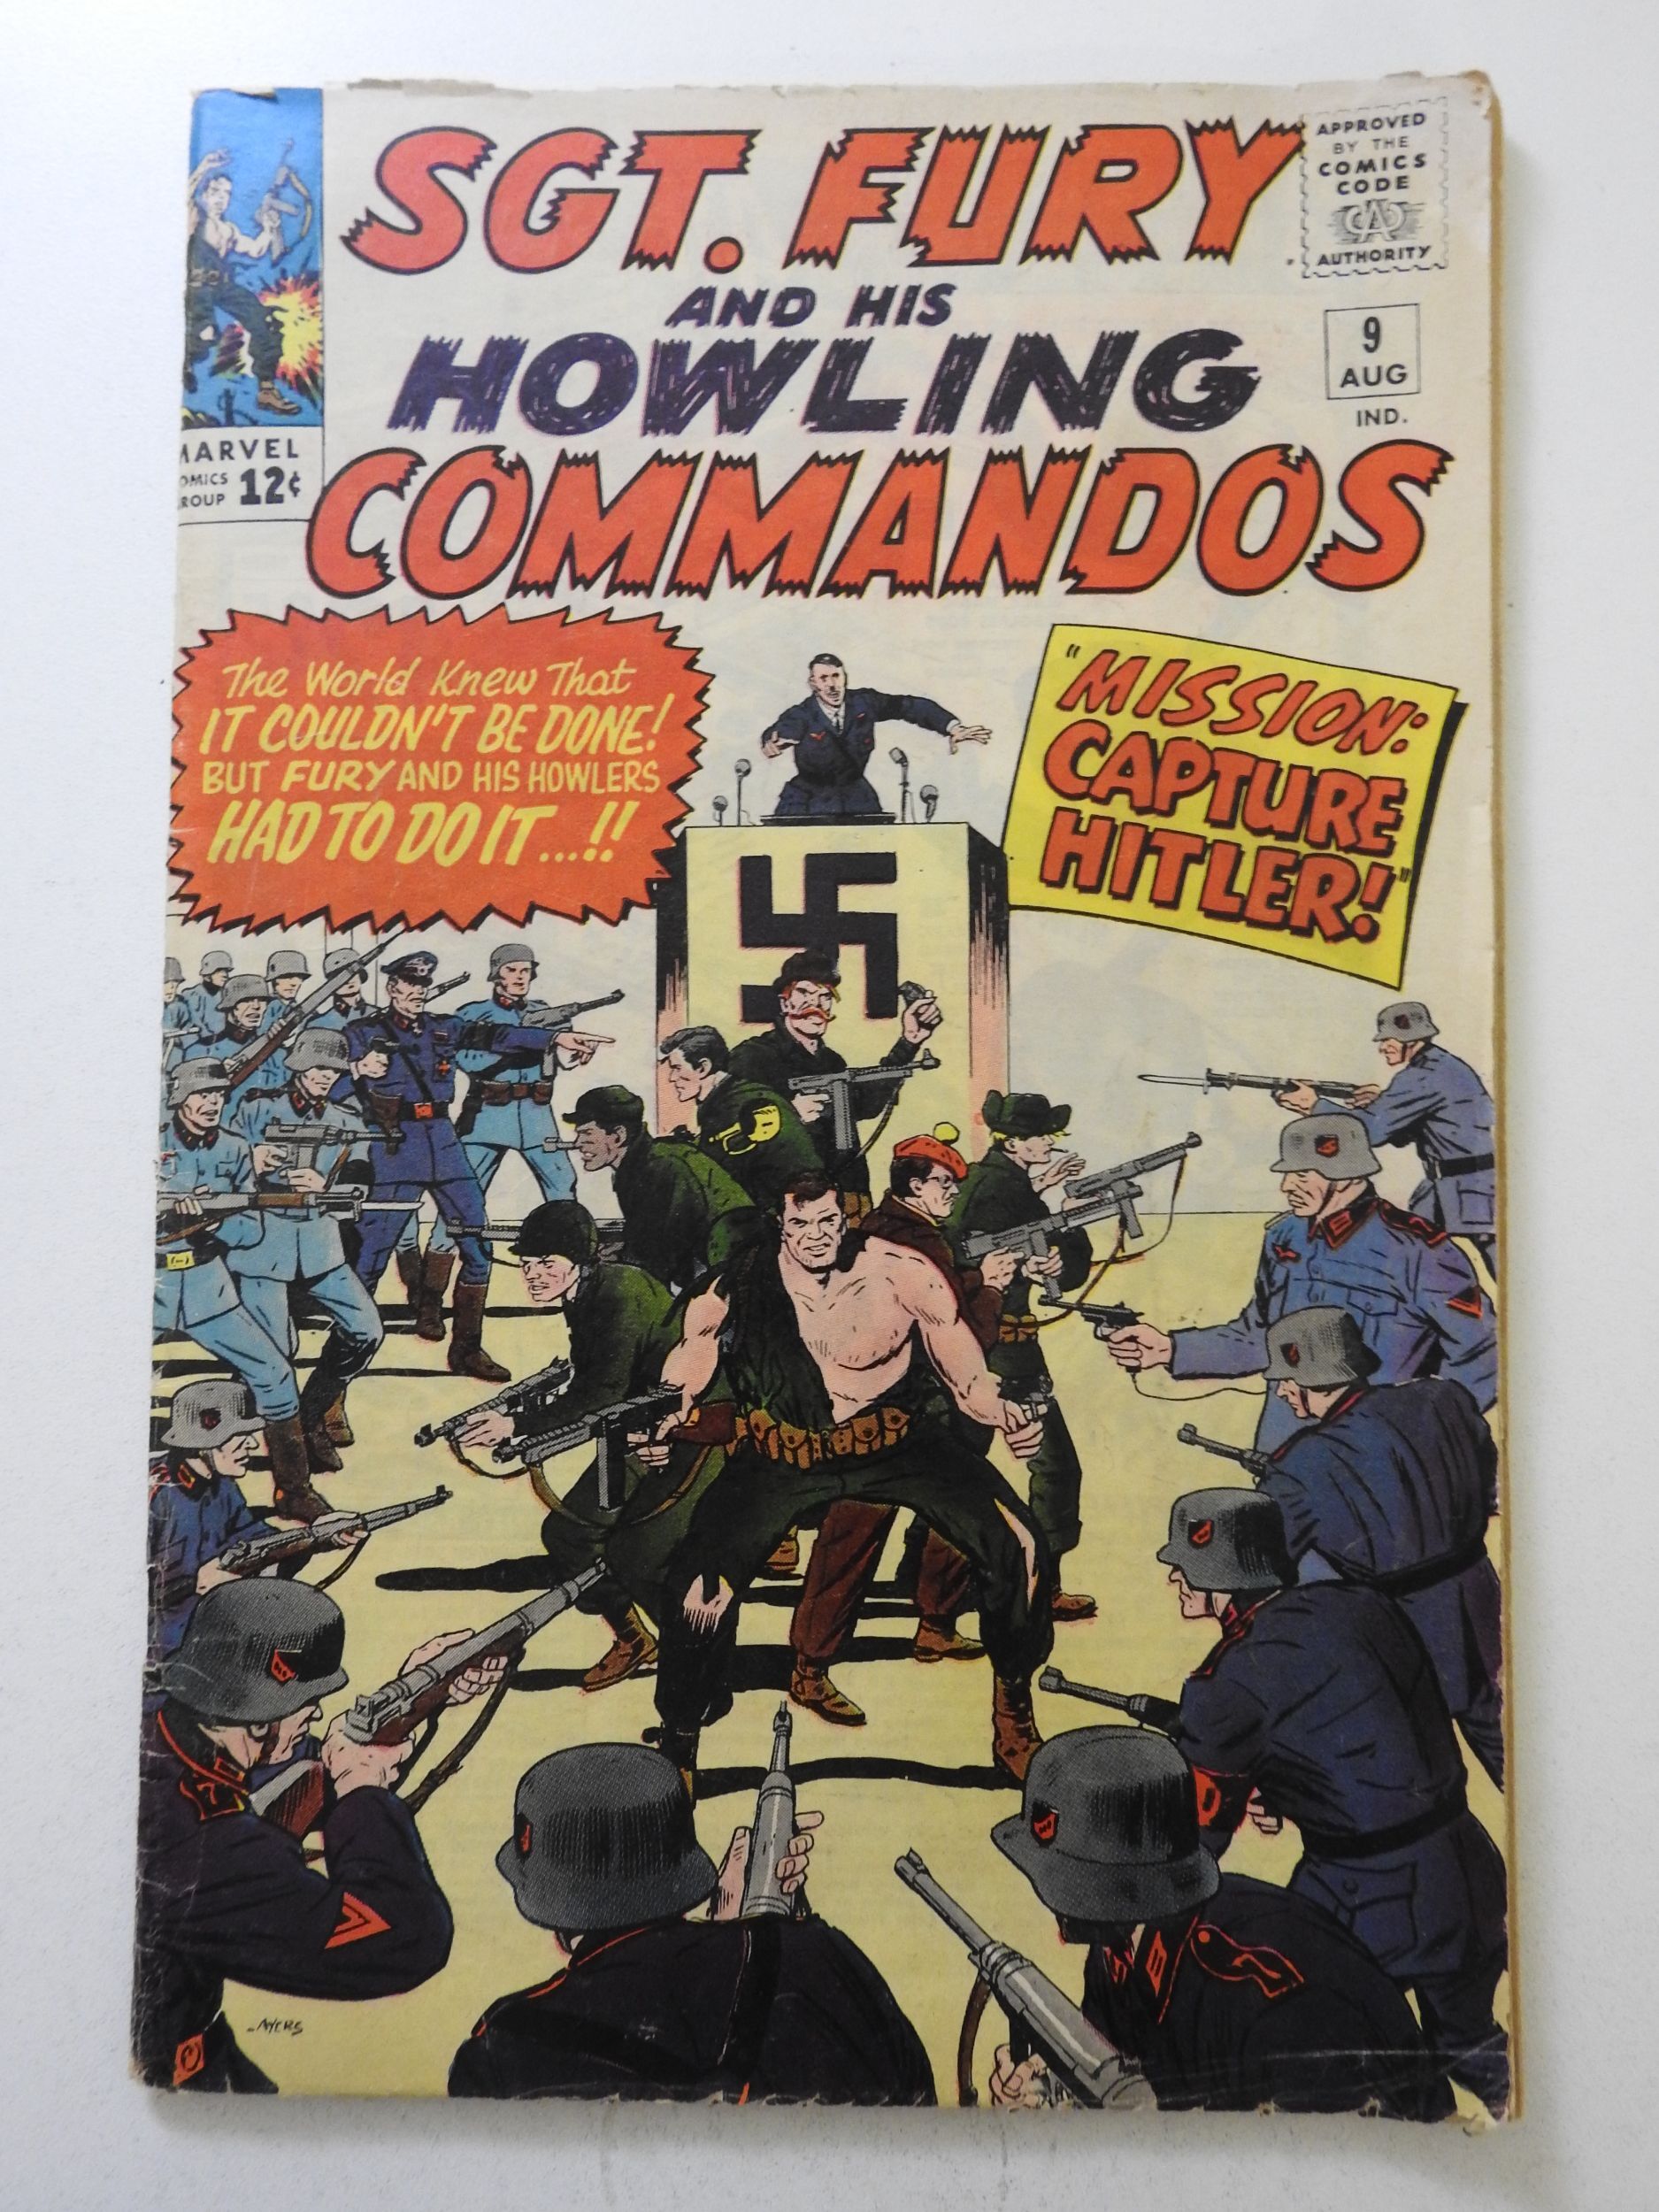 SGT. FURY
AND HIS
HOWLING
COMMANDOS
APPROVED
BY THE
COMICS
CODE
CA
AUTHORITY
9
AUG
IND.
MARVEL
OMICS
ROUP 12¢
The World Knew That
IT COULDN'T BE DONE!
BUT FURY AND HIS HOWLERS
HAD TO DO IT...!!
"MISSION:
CAPTURE
HITLER!"
AYERS